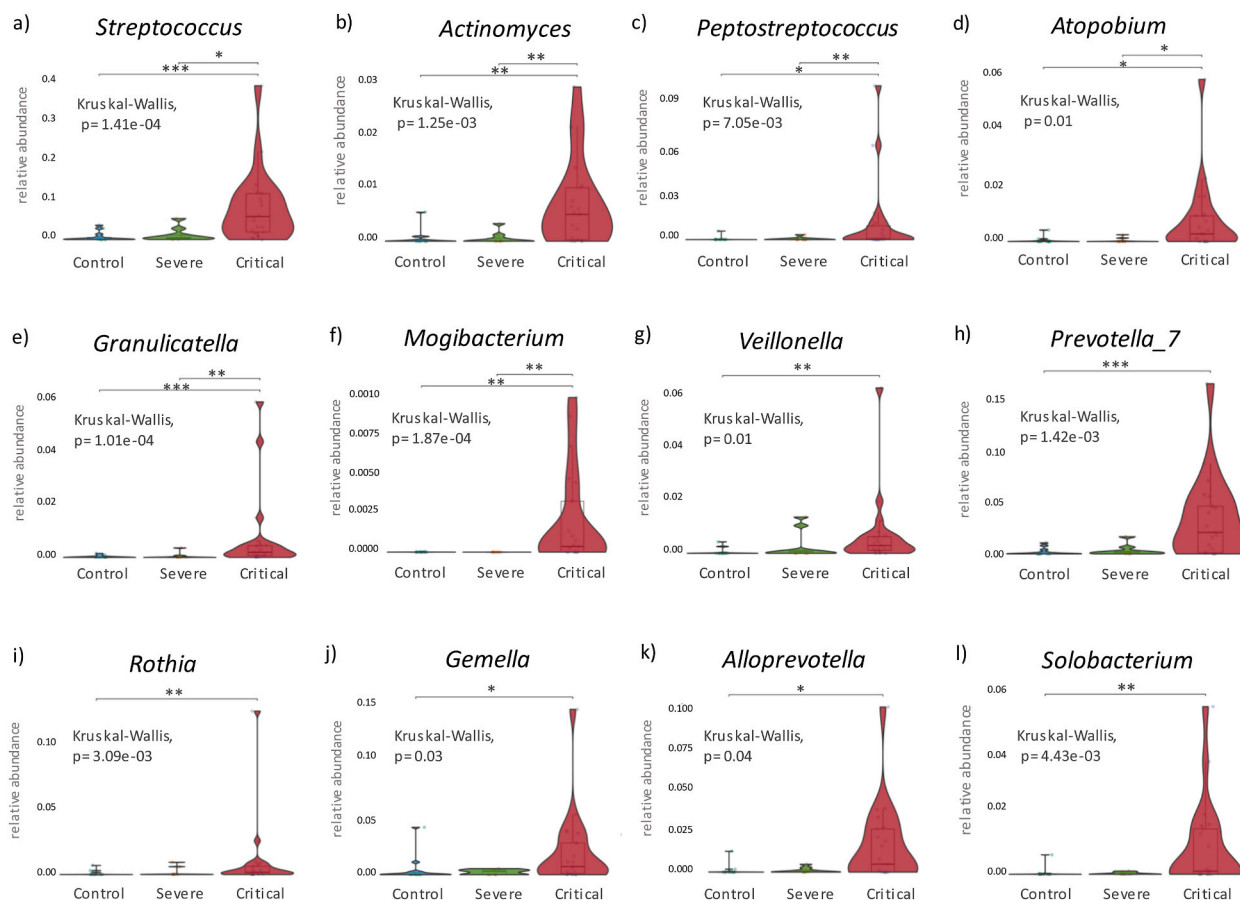 a) Streptococcus
*
***
Kruskal-Wallis,
p= 1.41e-04
relative abundance
0.4
0.3
0.2
0.1
0.0
Control Severe Critical
b) Actinomyces
**
**
Kruskal-Wallis,
p= 1.25e-03
relative abundance
0.03
0.02
0.01
0.00
Control Severe Critical
c) Peptostreptococcus
**
*
Kruskal-Wallis,
p= 7.05e-03
relative abundance
0.09
0.06
0.03
0.00
Control Severe Critical
d) Atopobium
*
*
Kruskal-Wallis,
p= 0.01
relative abundance
0.06
0.04
0.02
0.00
Control Severe Critical
e) Granulicatella
**
***
Kruskal-Wallis,
p= 1.01e-04
relative abundance
0.06
0.04
0.02
0.00
Control Severe Critical
f) Mogibacterium
**
**
Kruskal-Wallis,
p= 1.87e-04
relative abundance
0.0010
0.0075
0.0050
0.0025
0.0000
Control Severe Critical
g) Veillonella
**
Kruskal-Wallis,
p= 0.01
relative abundance
0.06
0.04
0.02
0.00
Control Severe Critical
h) Prevotella_7
***
Kruskal-Wallis,
p= 1.42e-03
relative abundance
0.15
0.10
0.05
0.00
Control Severe Critical
i) Rothia
**
Kruskal-Wallis,
p= 3.09e-03
relative abundance
0.10
0.05
0.00
Control Severe Critical
j) Gemella
*
Kruskal-Wallis,
p= 0.03
relative abundance
0.15
0.10
0.05
0.00
Control Severe Critical
k) Alloprevotella
*
Kruskal-Wallis,
p= 0.04
relative abundance
0.100
0.075
0.050
0.025
0.000
Control Severe Critical
l) Solobacterium
**
Kruskal-Wallis,
p= 4.43e-03
relative abundance
0.06
0.04
0.02
0.00
Control Severe Critical